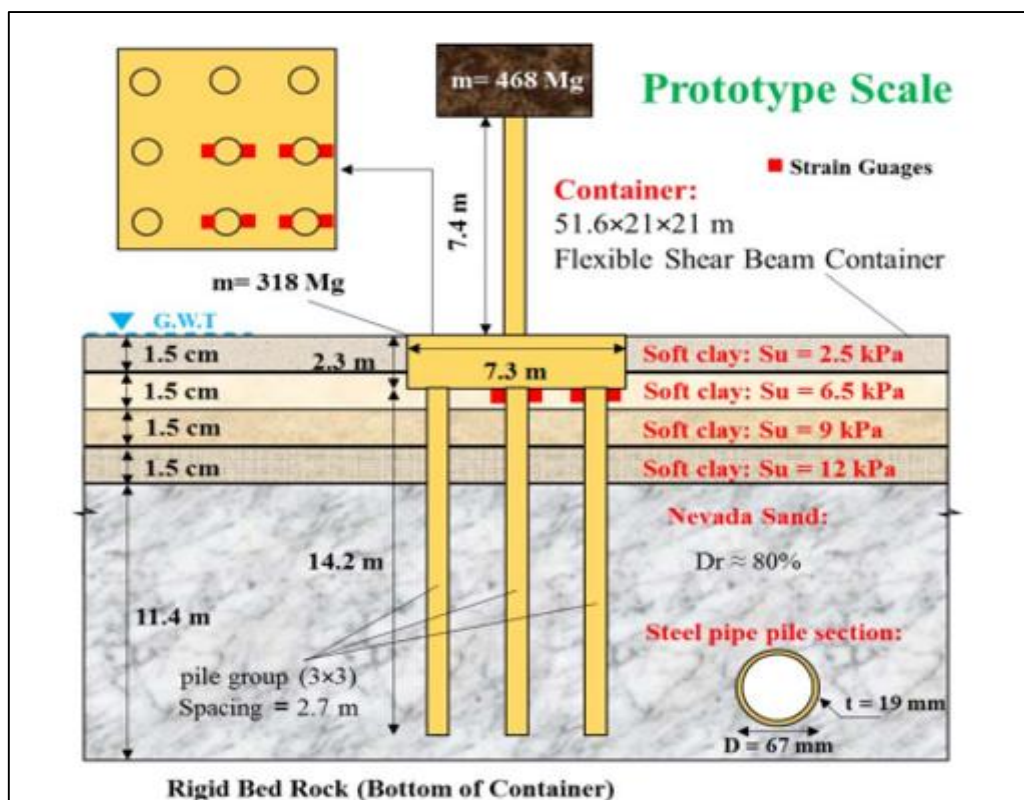 m= 468 Mg
Prototype Scale
Strain Guages
Container:
51.6×21×21 m
Flexible Shear Beam Container
7.4 m
m= 318 Mg
G.W.T
1.5 cm
2.3 m
7.3 m
Soft clay: Su = 2.5 kPa
1.5 cm
Soft clay: Su = 6.5 kPa
1.5 cm
Soft clay: Su = 9 kPa
1.5 cm
Soft clay: Su = 12 kPa
Nevada Sand:
Dr ≈ 80%
14.2 m
11.4 m
Steel pipe pile section:
pile group (3×3)
Spacing = 2.7 m
t = 19 mm
D = 67 mm
Rigid Bed Rock (Bottom of Container)